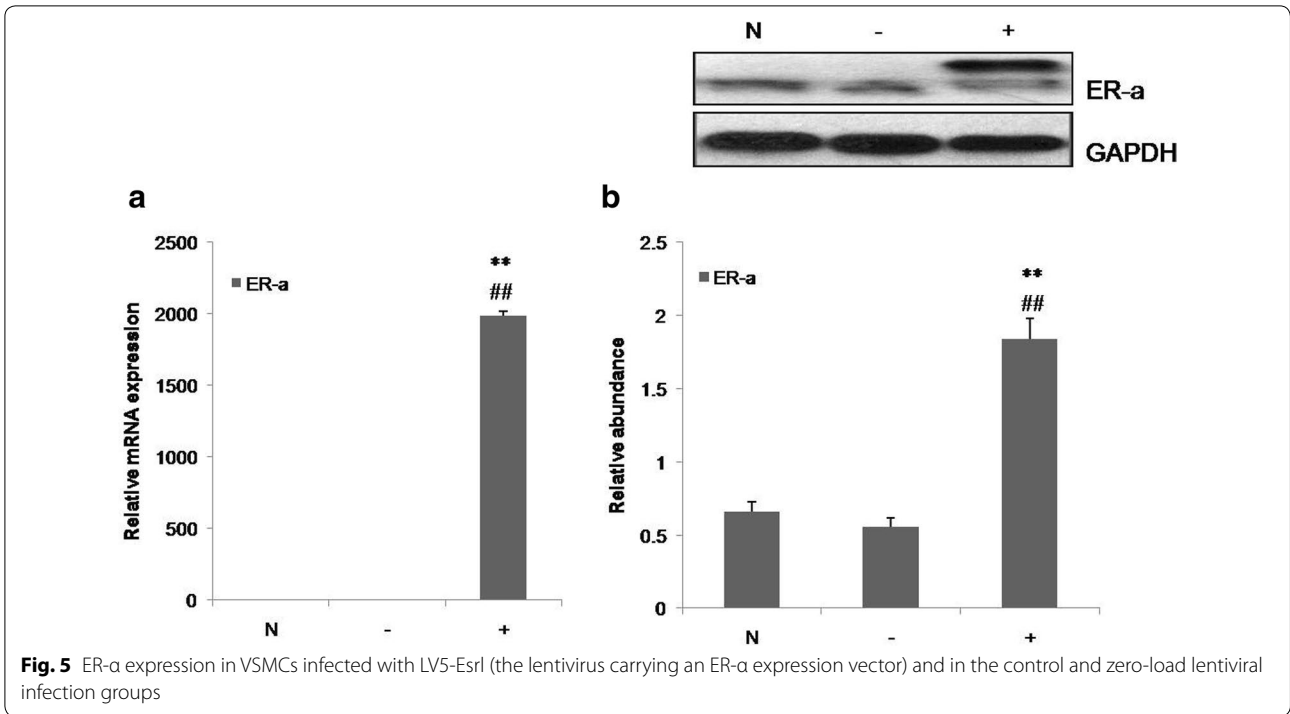 N - +
ER-a
GAPDH
a
b
2500
2000
1500
1000
500
0
Relative mRNA expression
ER-a
**
##
N - +
2.5
2
1.5
1
0.5
0
Relative abundance
ER-a
**
##
N - +
Fig. 5 ER-α expression in VSMCs infected with LV5-Esrl (the lentivirus carrying an ER-α expression vector) and in the control and zero-load lentiviral
infection groups